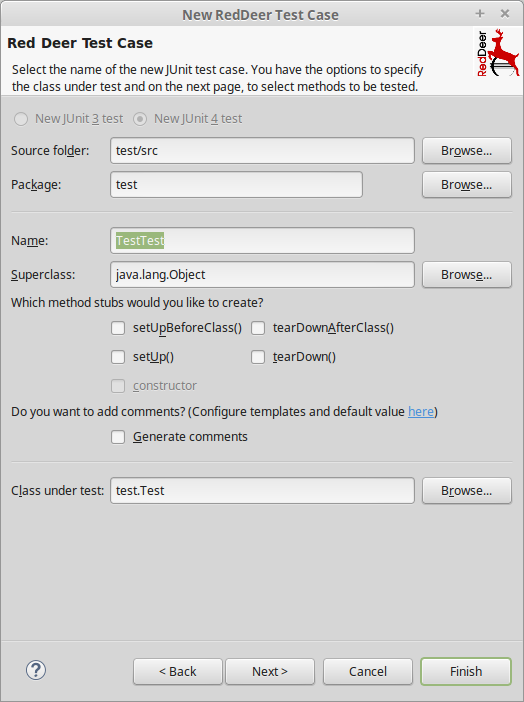 New RedDeer Test Case
Red Deer Test Case
Select the name of the new JUnit test case. You have the options to specify
the class under test and on the next page, to select methods to be tested.
RedDeer
New JUnit 3 test New JUnit 4 test
Source folder: test/src Browse...
Package: test Browse...
Name: TestTest
Superclass: java.lang.Object Browse...
Which method stubs would you like to create?
setUpBeforeClass() tearDownAfterClass()
setUp() tearDown()
constructor
Do you want to add comments? (Configure templates and default value here)
Generate comments
Class under test: test.Test Browse...
? < Back Next > Cancel Finish